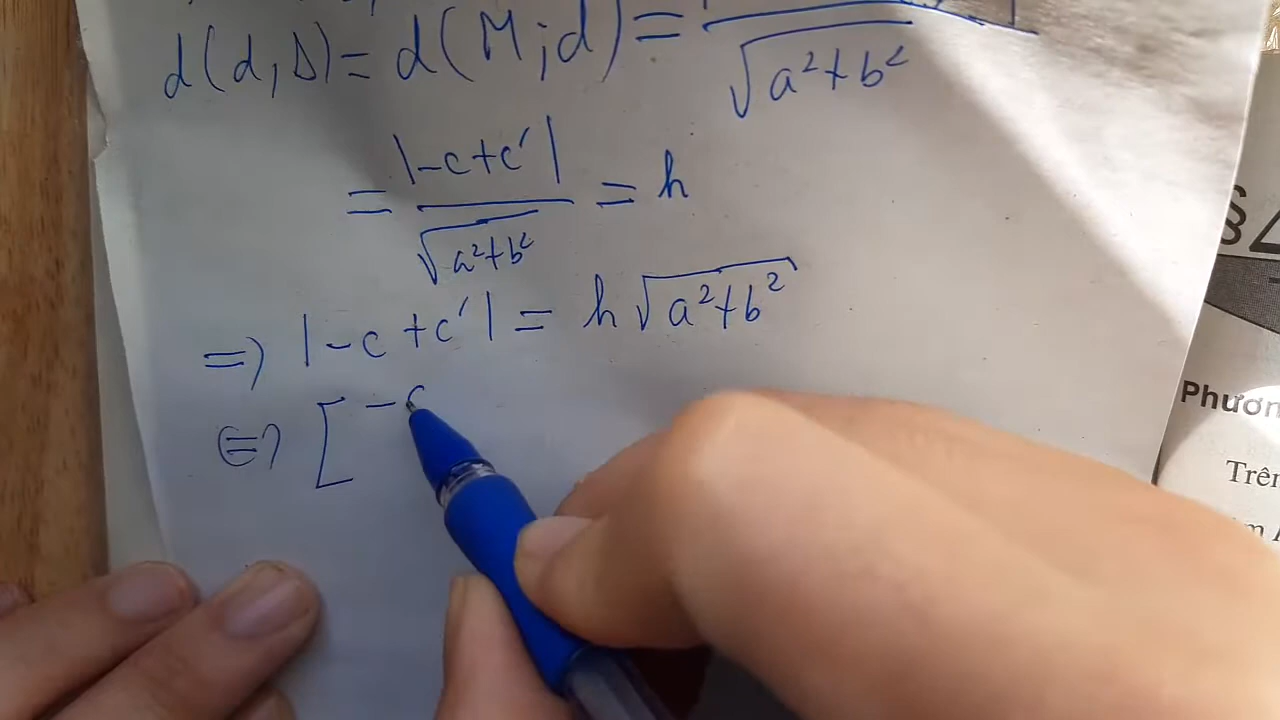 d(d,Δ)= d(M;d) = ——— √a²+b²
= |-c+c'| / √a²+b² = h
=> |-c+c'| = h√a²+b²
<=> [ -c
§
Phươn
Trên